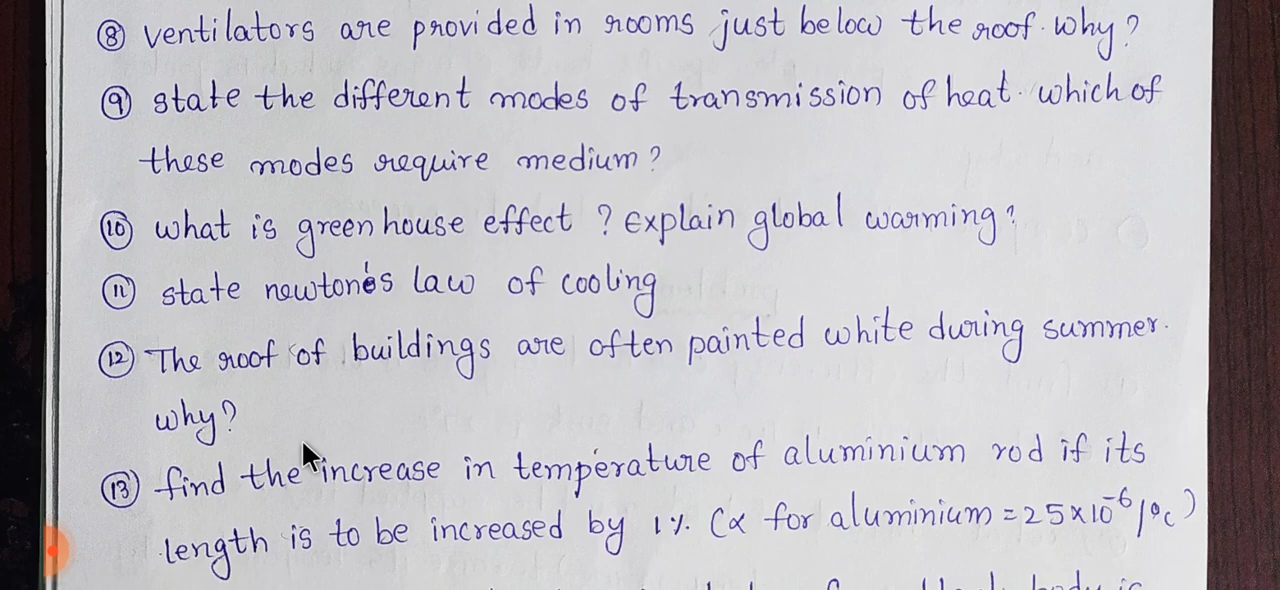 ⑧ ventilators are provided in rooms just below the roof. why?
⑨ state the different modes of transmission of heat. which of
these modes require medium?
⑩ what is green house effect ? Explain global warming?
⑪ state newton's law of cooling
⑫ The roof of buildings are often painted white during summer.
why?
⑬ find the increase in temperature of aluminium rod if its
length is to be increased by 1%. (α for aluminium = 25×10⁻⁶/°c)